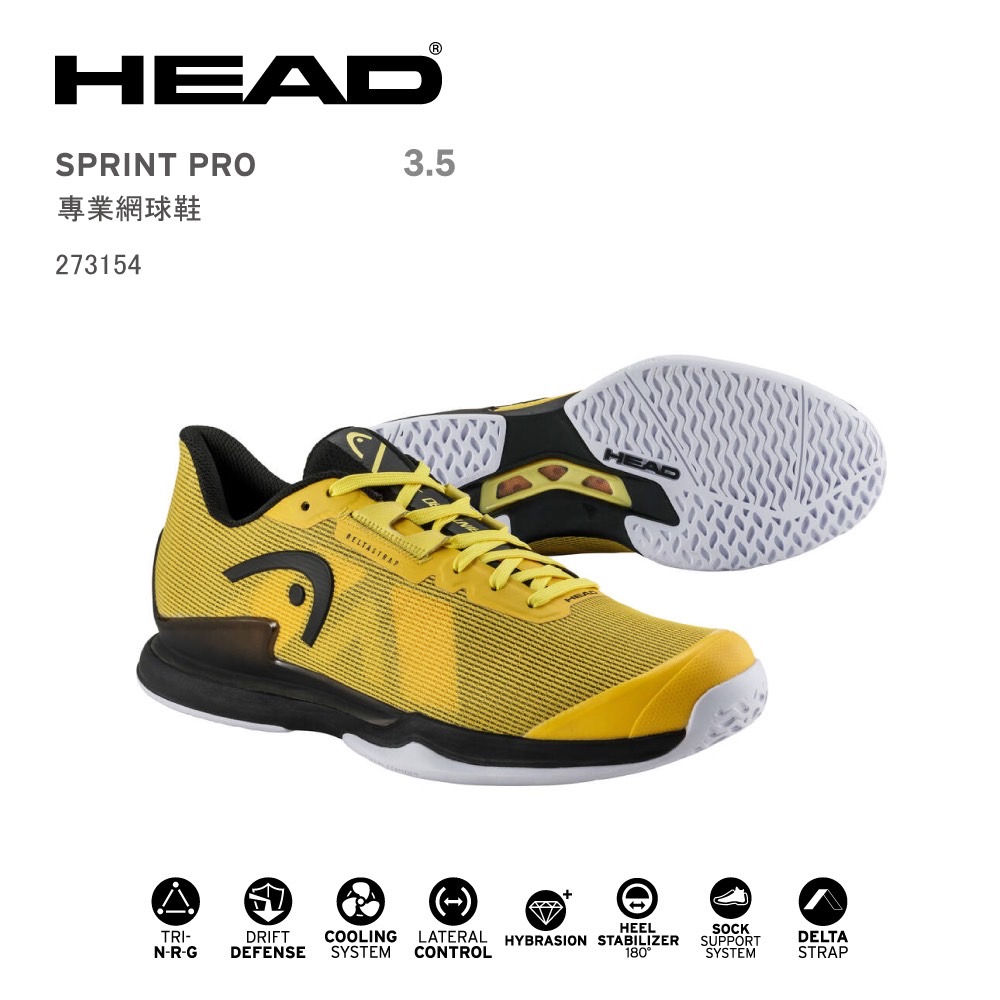 HEAD®
SPRINT PRO 3.5
專業網球鞋
273154
HEAD
DELTASTRAP
HEAD
TRI-
N-R-G
DRIFT
DEFENSE
COOLING
SYSTEM
LATERAL
CONTROL
HYBRASION+
HEEL
STABILIZER
180°
SOCK
SUPPORT
SYSTEM
DELTA
STRAP